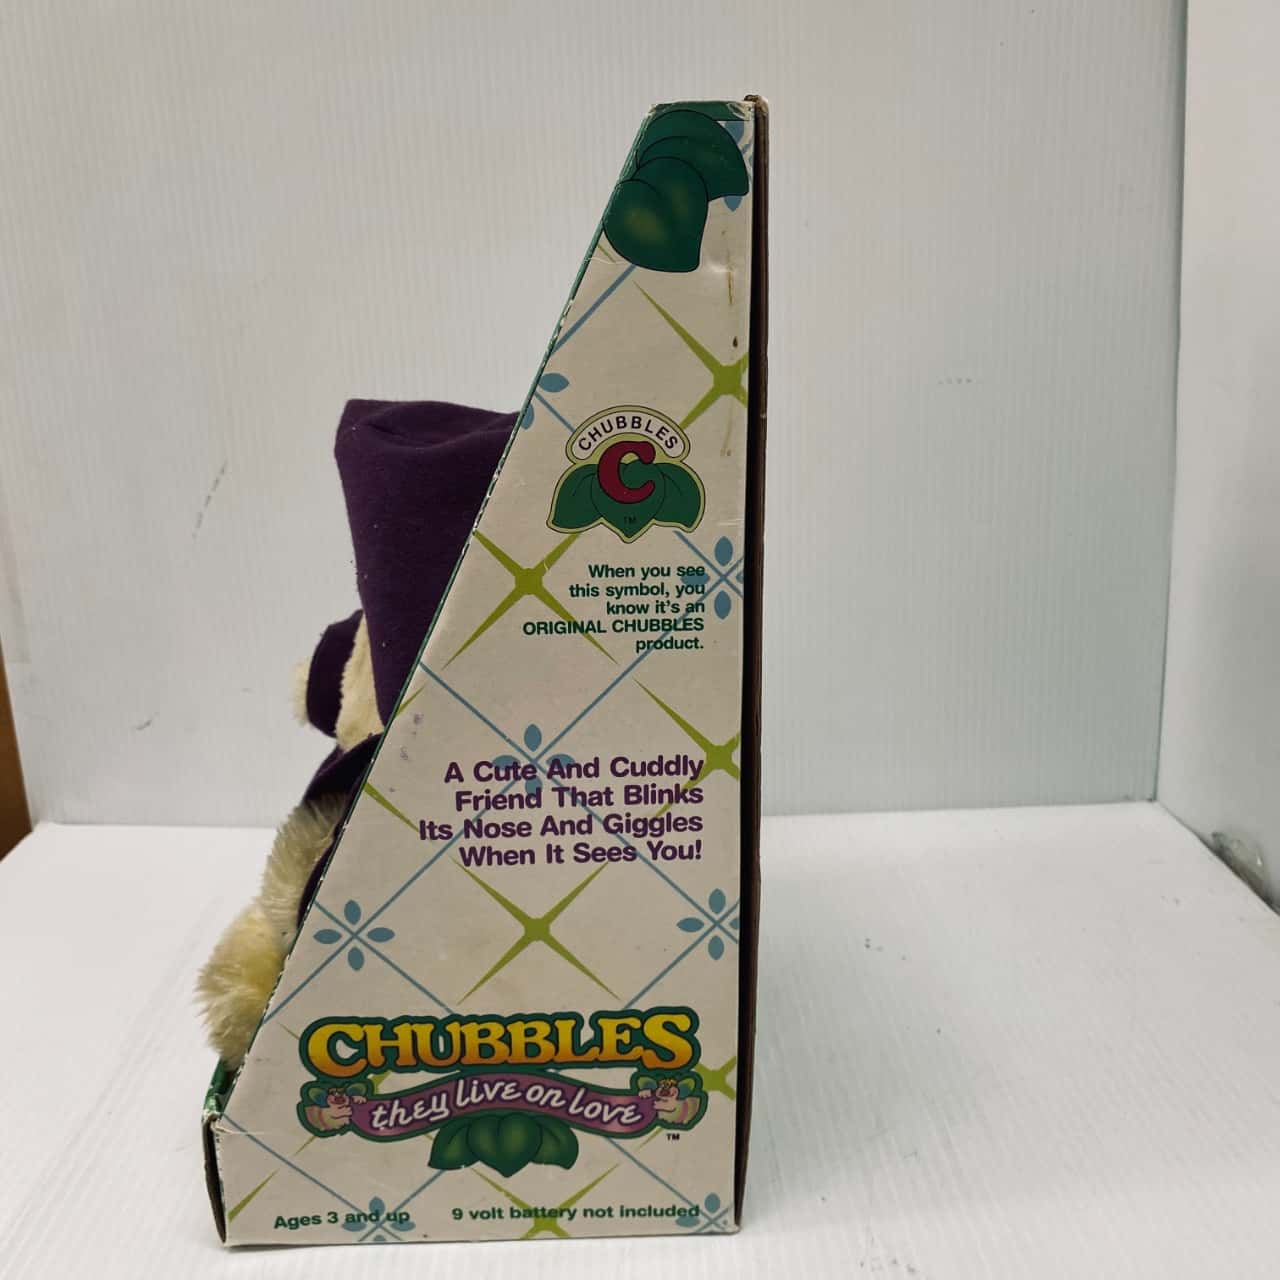 CHUBBLES
C
TM
When you see
this symbol, you
know it's an
ORIGINAL CHUBBLES
product.
A Cute And Cuddly
Friend That Blinks
Its Nose And Giggles
When It Sees You!
CHUBBLES
they Live on Love
TM
Ages 3 and up 9 volt battery not included